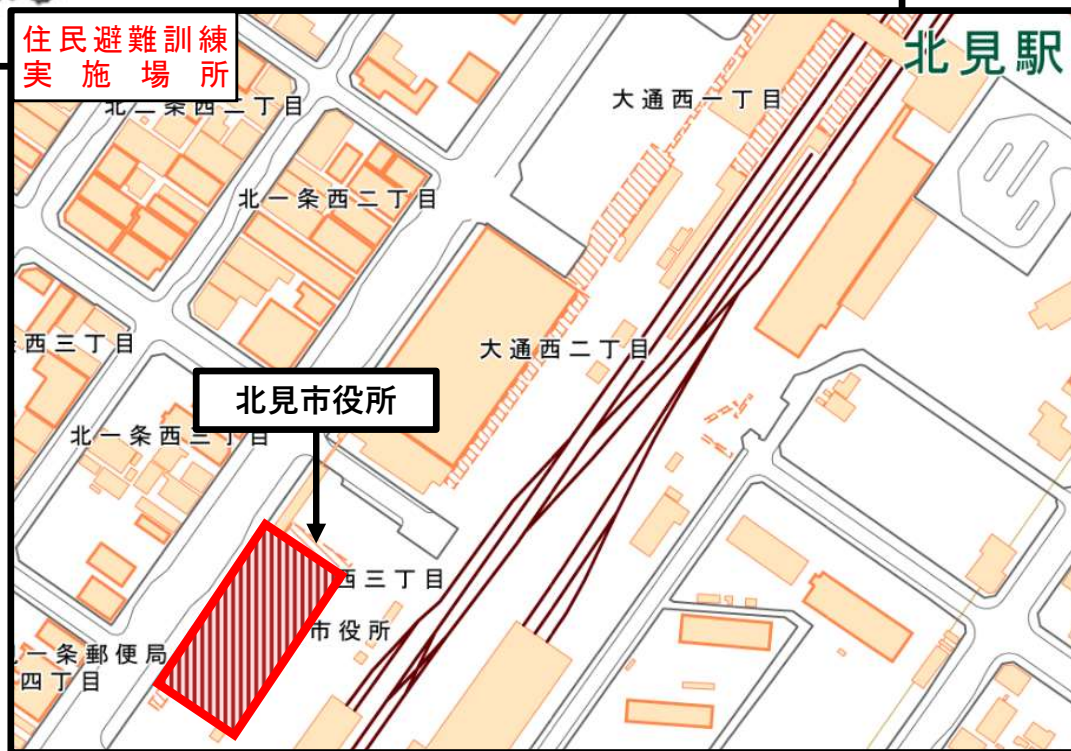 住民避難訓練
実施場所
北見駅
北二条西二丁目
大通西一丁目
北一条西二丁目
西三丁目
大通西二丁目
北見市役所
北一条西三丁目
西三丁目
市役所
一条郵便局
四丁目